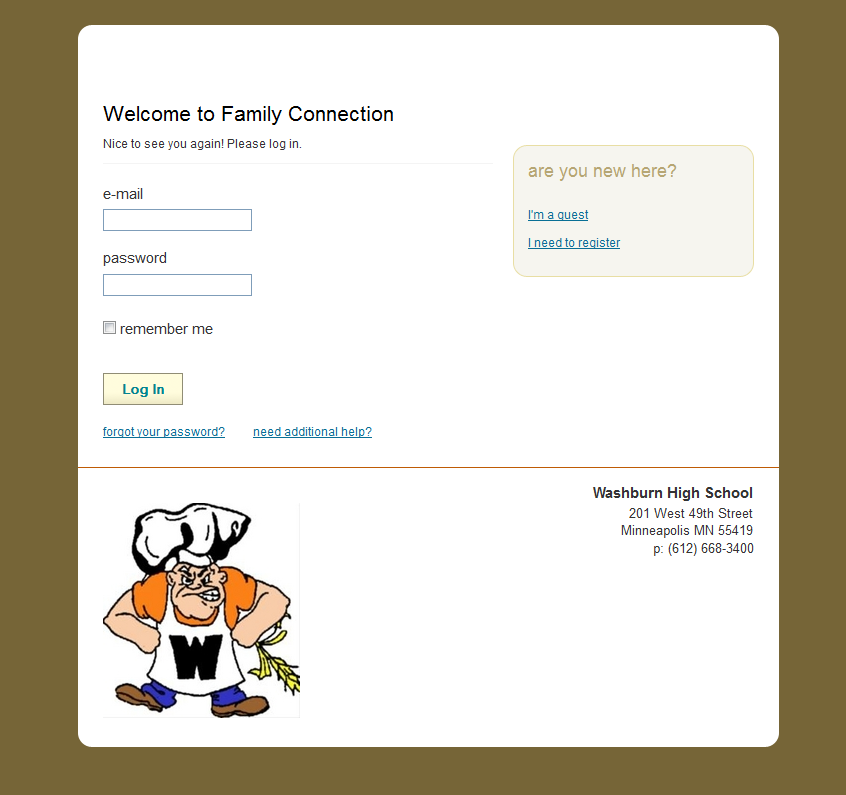 Welcome to Family Connection
Nice to see you again! Please log in.
e-mail
password
remember me
Log In
forgot your password? need additional help?
are you new here?
I'm a guest
I need to register
Washburn High School
201 West 49th Street
Minneapolis MN 55419
p: (612) 668-3400
W